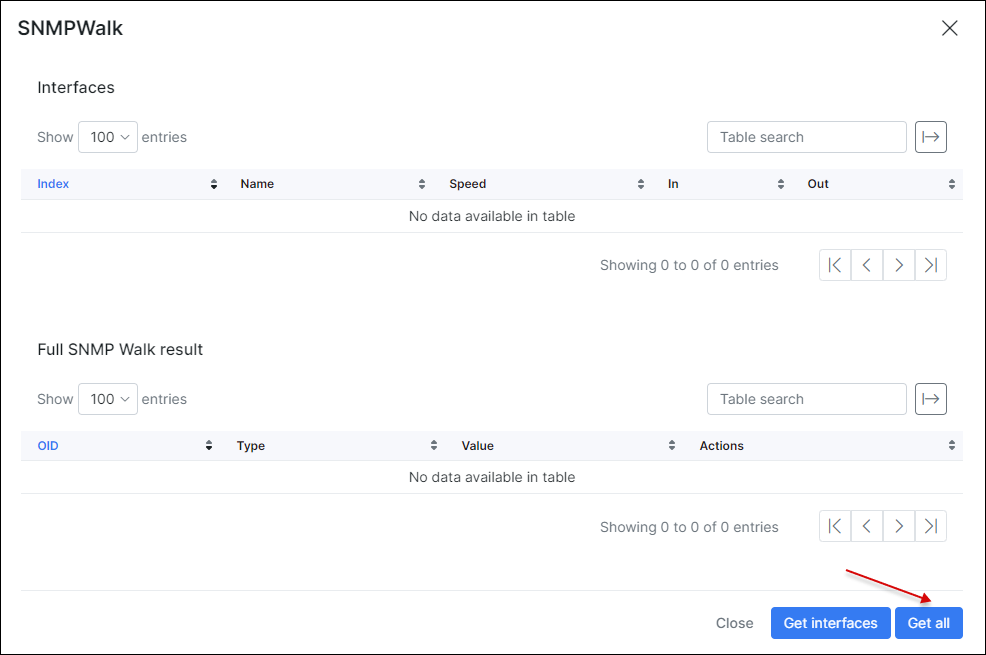 SNMPWalk
Interfaces
Show 100 entries Table search
Index Name Speed In Out
No data available in table
Showing 0 to 0 of 0 entries
Full SNMP Walk result
Show 100 entries Table search
OID Type Value Actions
No data available in table
Showing 0 to 0 of 0 entries
Close Get interfaces Get all